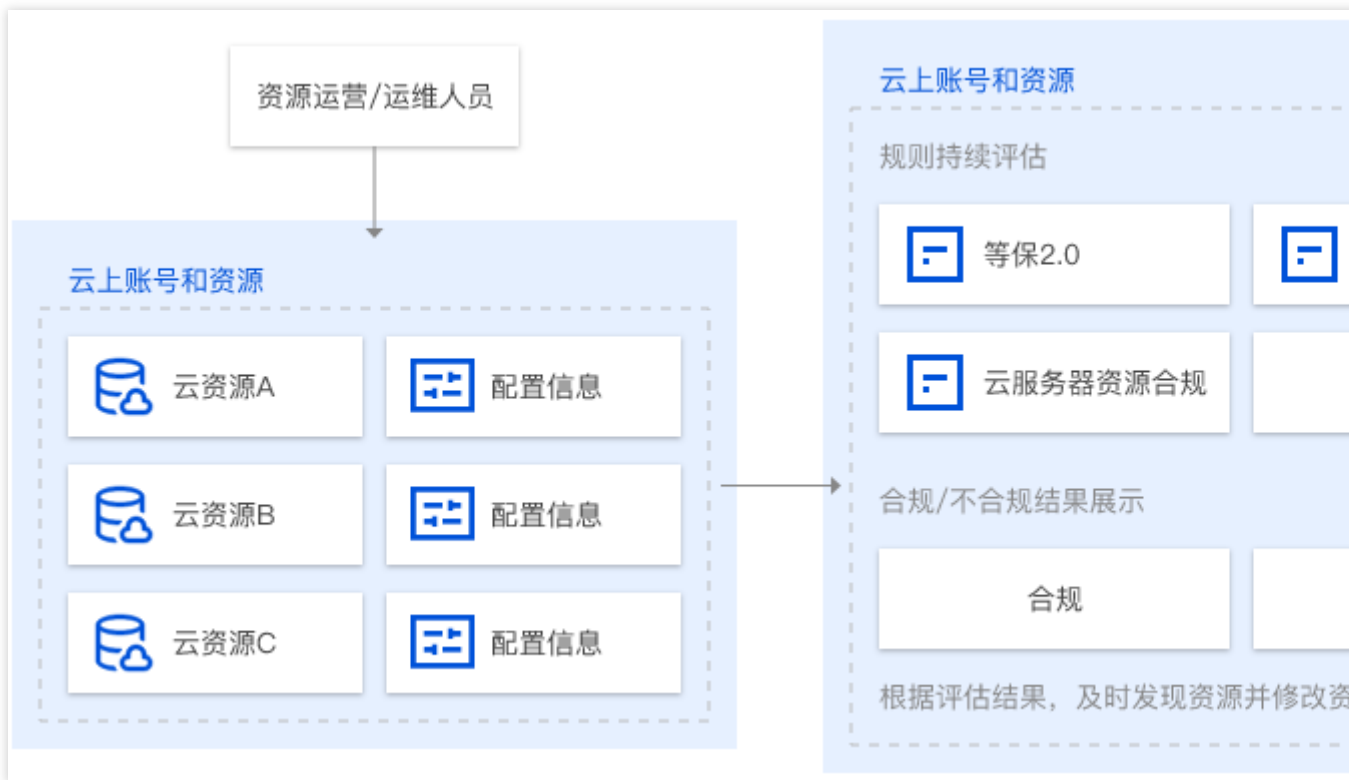 资源运营/运维人员
云上账号和资源
云资源A
配置信息
云资源B
配置信息
云资源C
配置信息
云上账号和资源
规则持续评估
等保2.0
云服务器资源合规
合规/不合规结果展示
合规
根据评估结果，及时发现资源并修改资